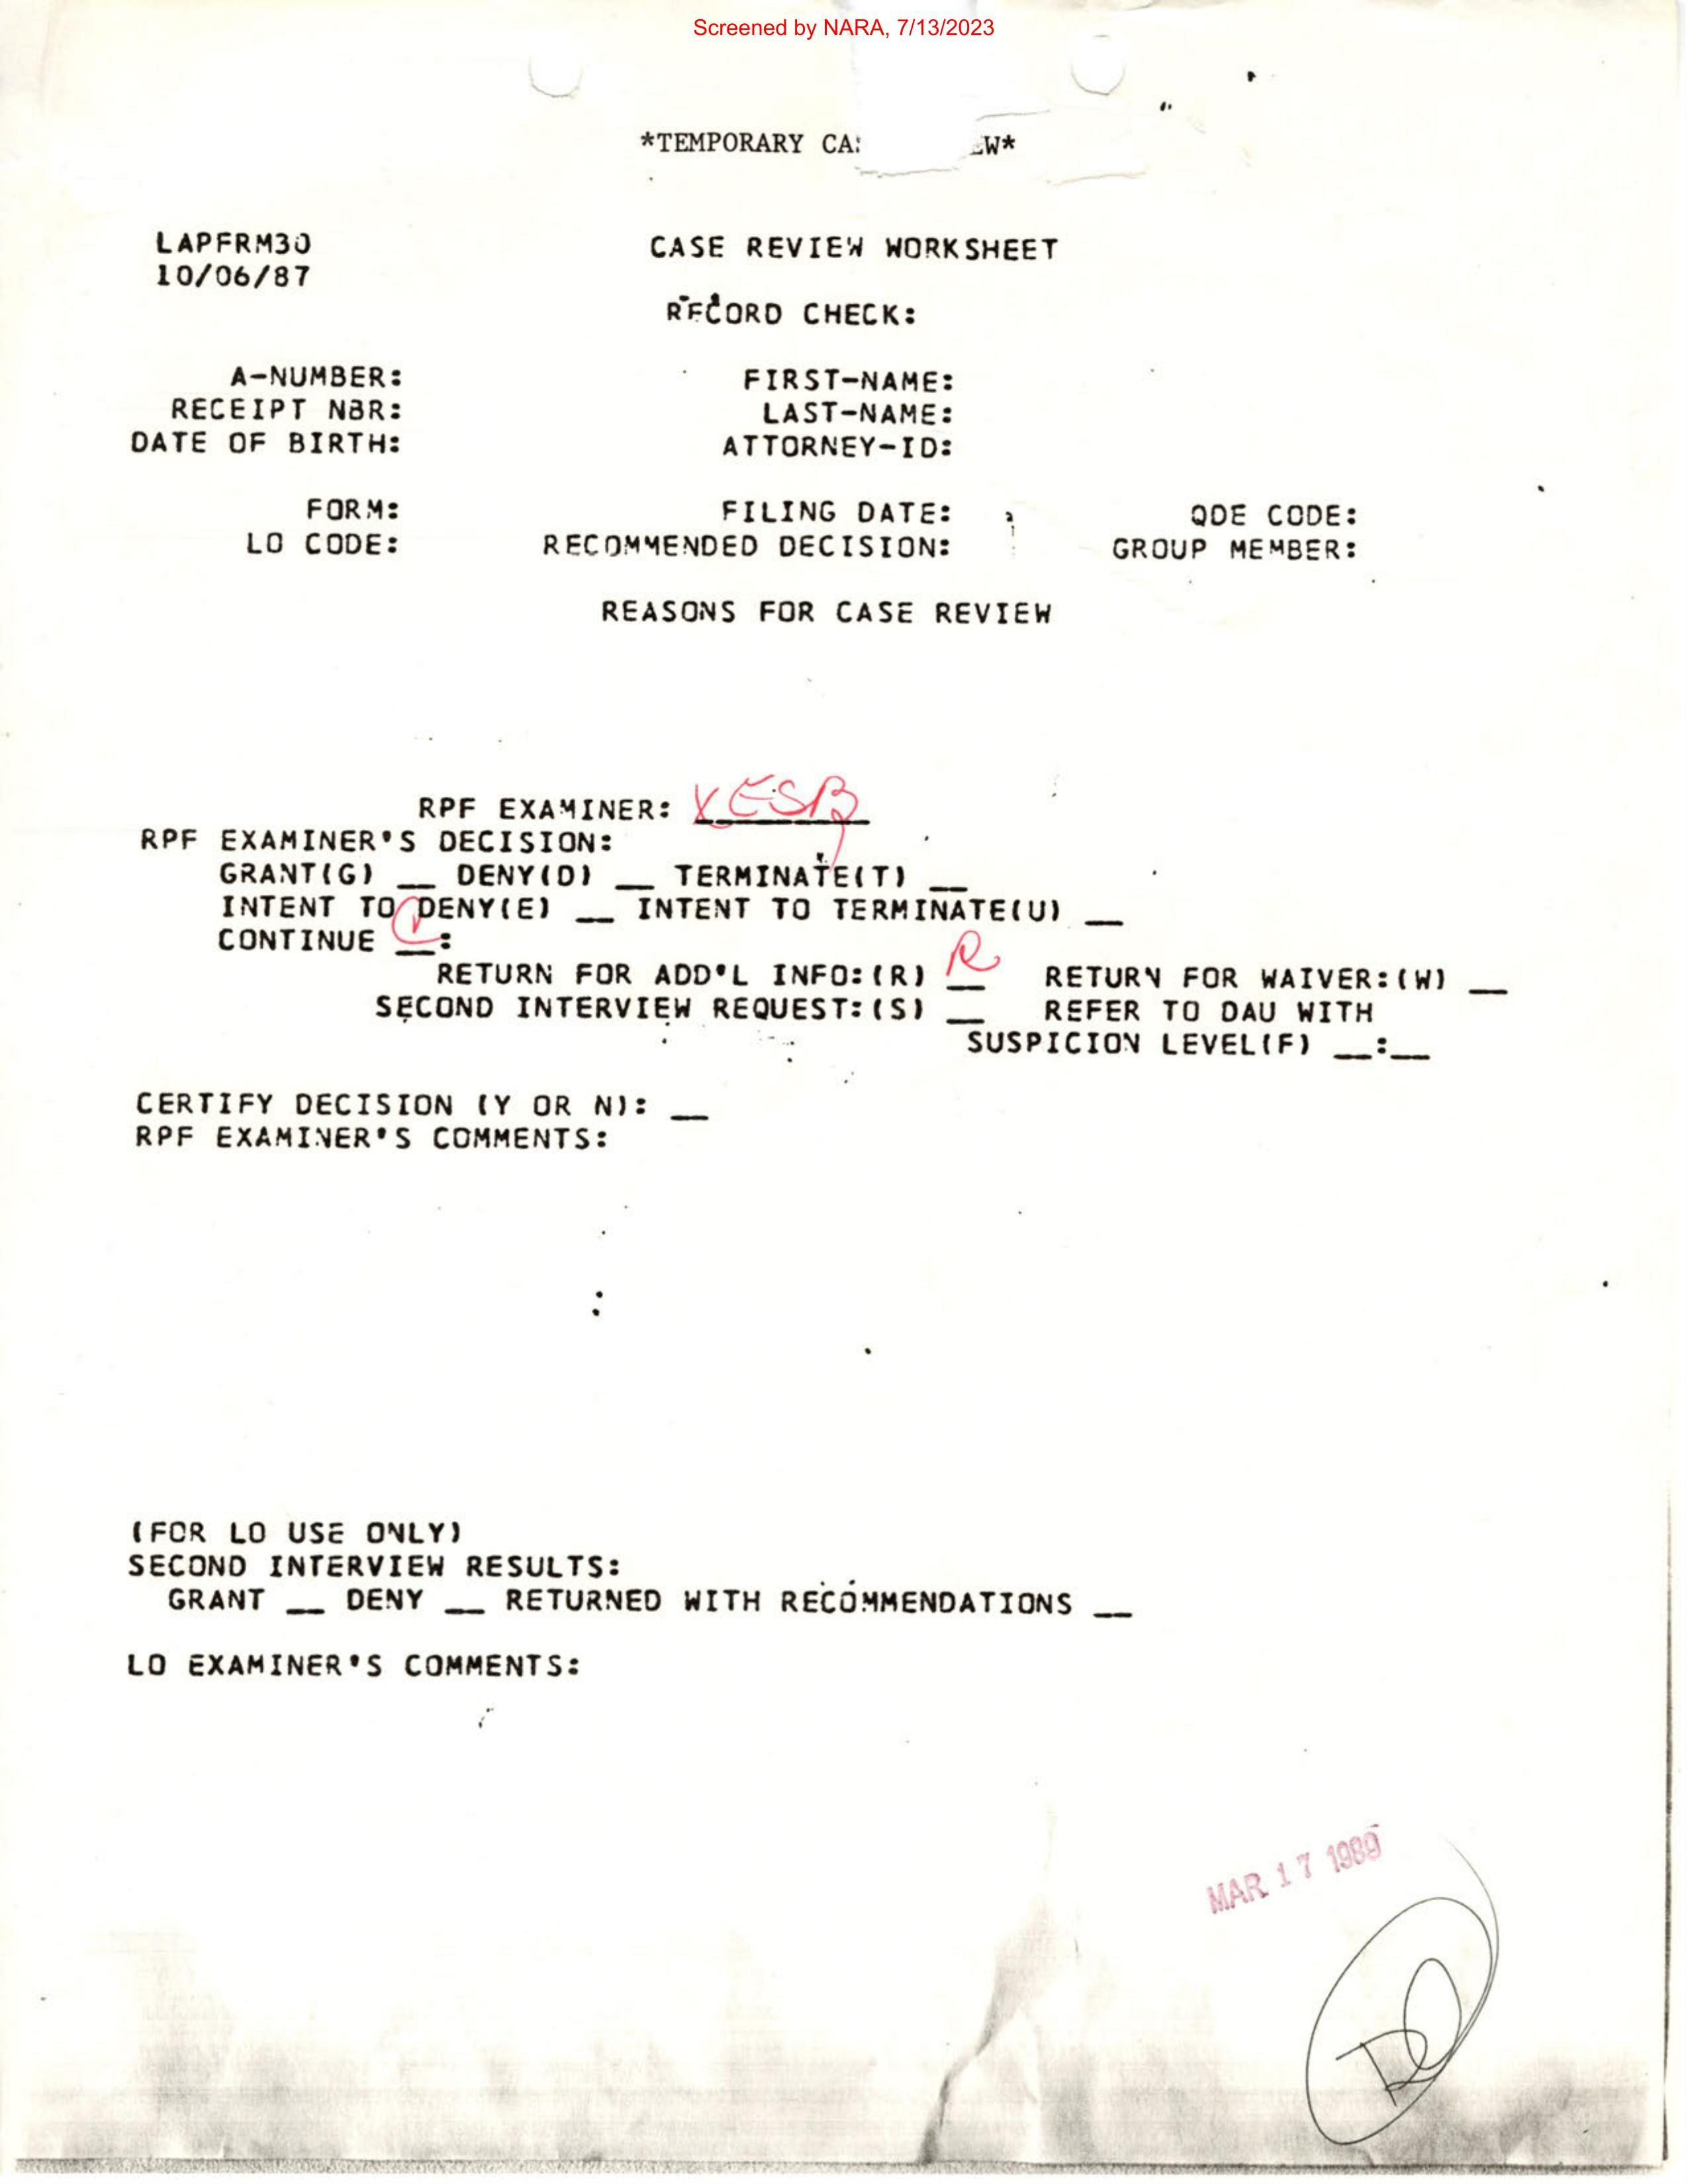 Screened by NARA, 7/13/2023
*TEMPORARY CA EW*
LAPFRM30 CASE REVIEW WORKSHEET
10/06/87
RECORD CHECK:
A-NUMBER: FIRST-NAME:
RECEIPT NBR: LAST-NAME:
DATE OF BIRTH: ATTORNEY-ID:
FORM: FILING DATE: QDE CODE:
LO CODE: RECOMMENDED DECISION: GROUP MEMBER:
REASONS FOR CASE REVIEW
RPF EXAMINER: XESB
RPF EXAMINER'S DECISION:
GRANT(G) __ DENY(D) __ TERMINATE(T) __
INTENT TO DENY(E) __ INTENT TO TERMINATE(U) __
CONTINUE __:
RETURN FOR ADD'L INFO:(R) R RETURN FOR WAIVER:(W) __
SECOND INTERVIEW REQUEST:(S) __ REFER TO DAU WITH
SUSPICION LEVEL(F) __:__
CERTIFY DECISION (Y OR N): __
RPF EXAMINER'S COMMENTS:
(FOR LO USE ONLY)
SECOND INTERVIEW RESULTS:
GRANT __ DENY __ RETURNED WITH RECOMMENDATIONS __
LO EXAMINER'S COMMENTS:
MAR 17 1989